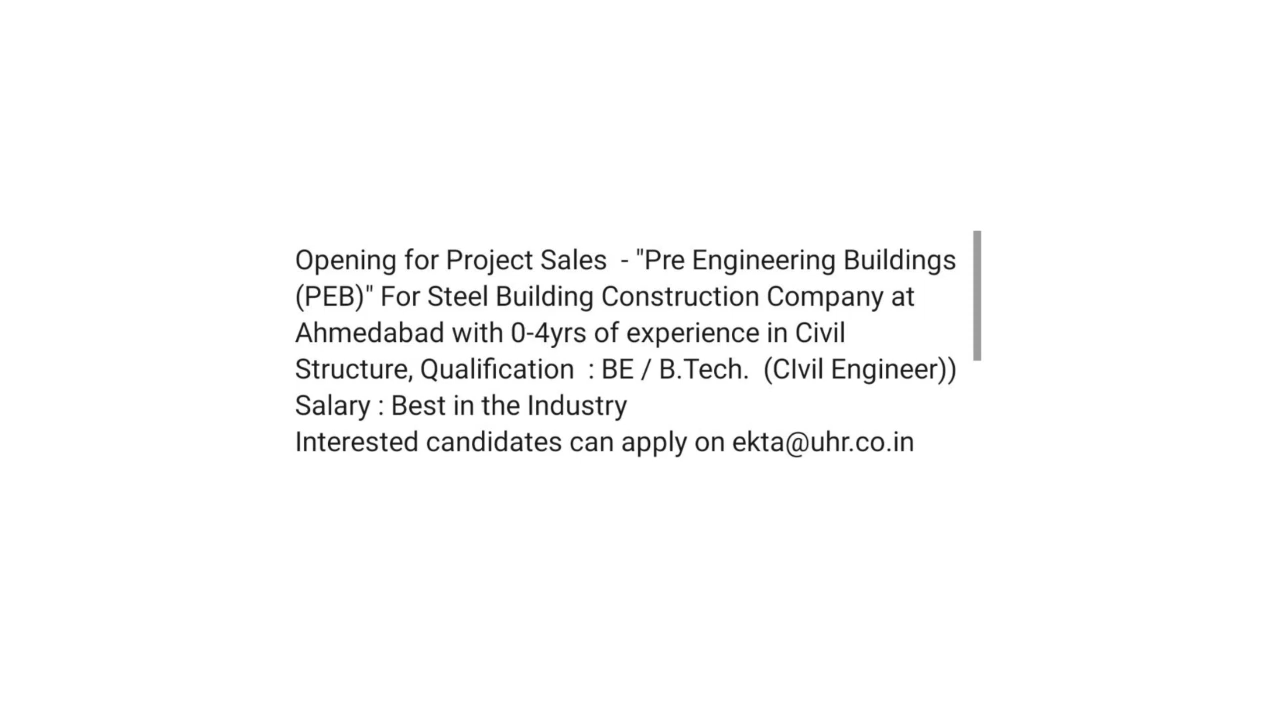 Opening for Project Sales  - "Pre Engineering Buildings
(PEB)" For Steel Building Construction Company at
Ahmedabad with 0-4yrs of experience in Civil
Structure, Qualification  : BE / B.Tech.  (CIvil Engineer))
Salary : Best in the Industry
Interested candidates can apply on ekta@uhr.co.in